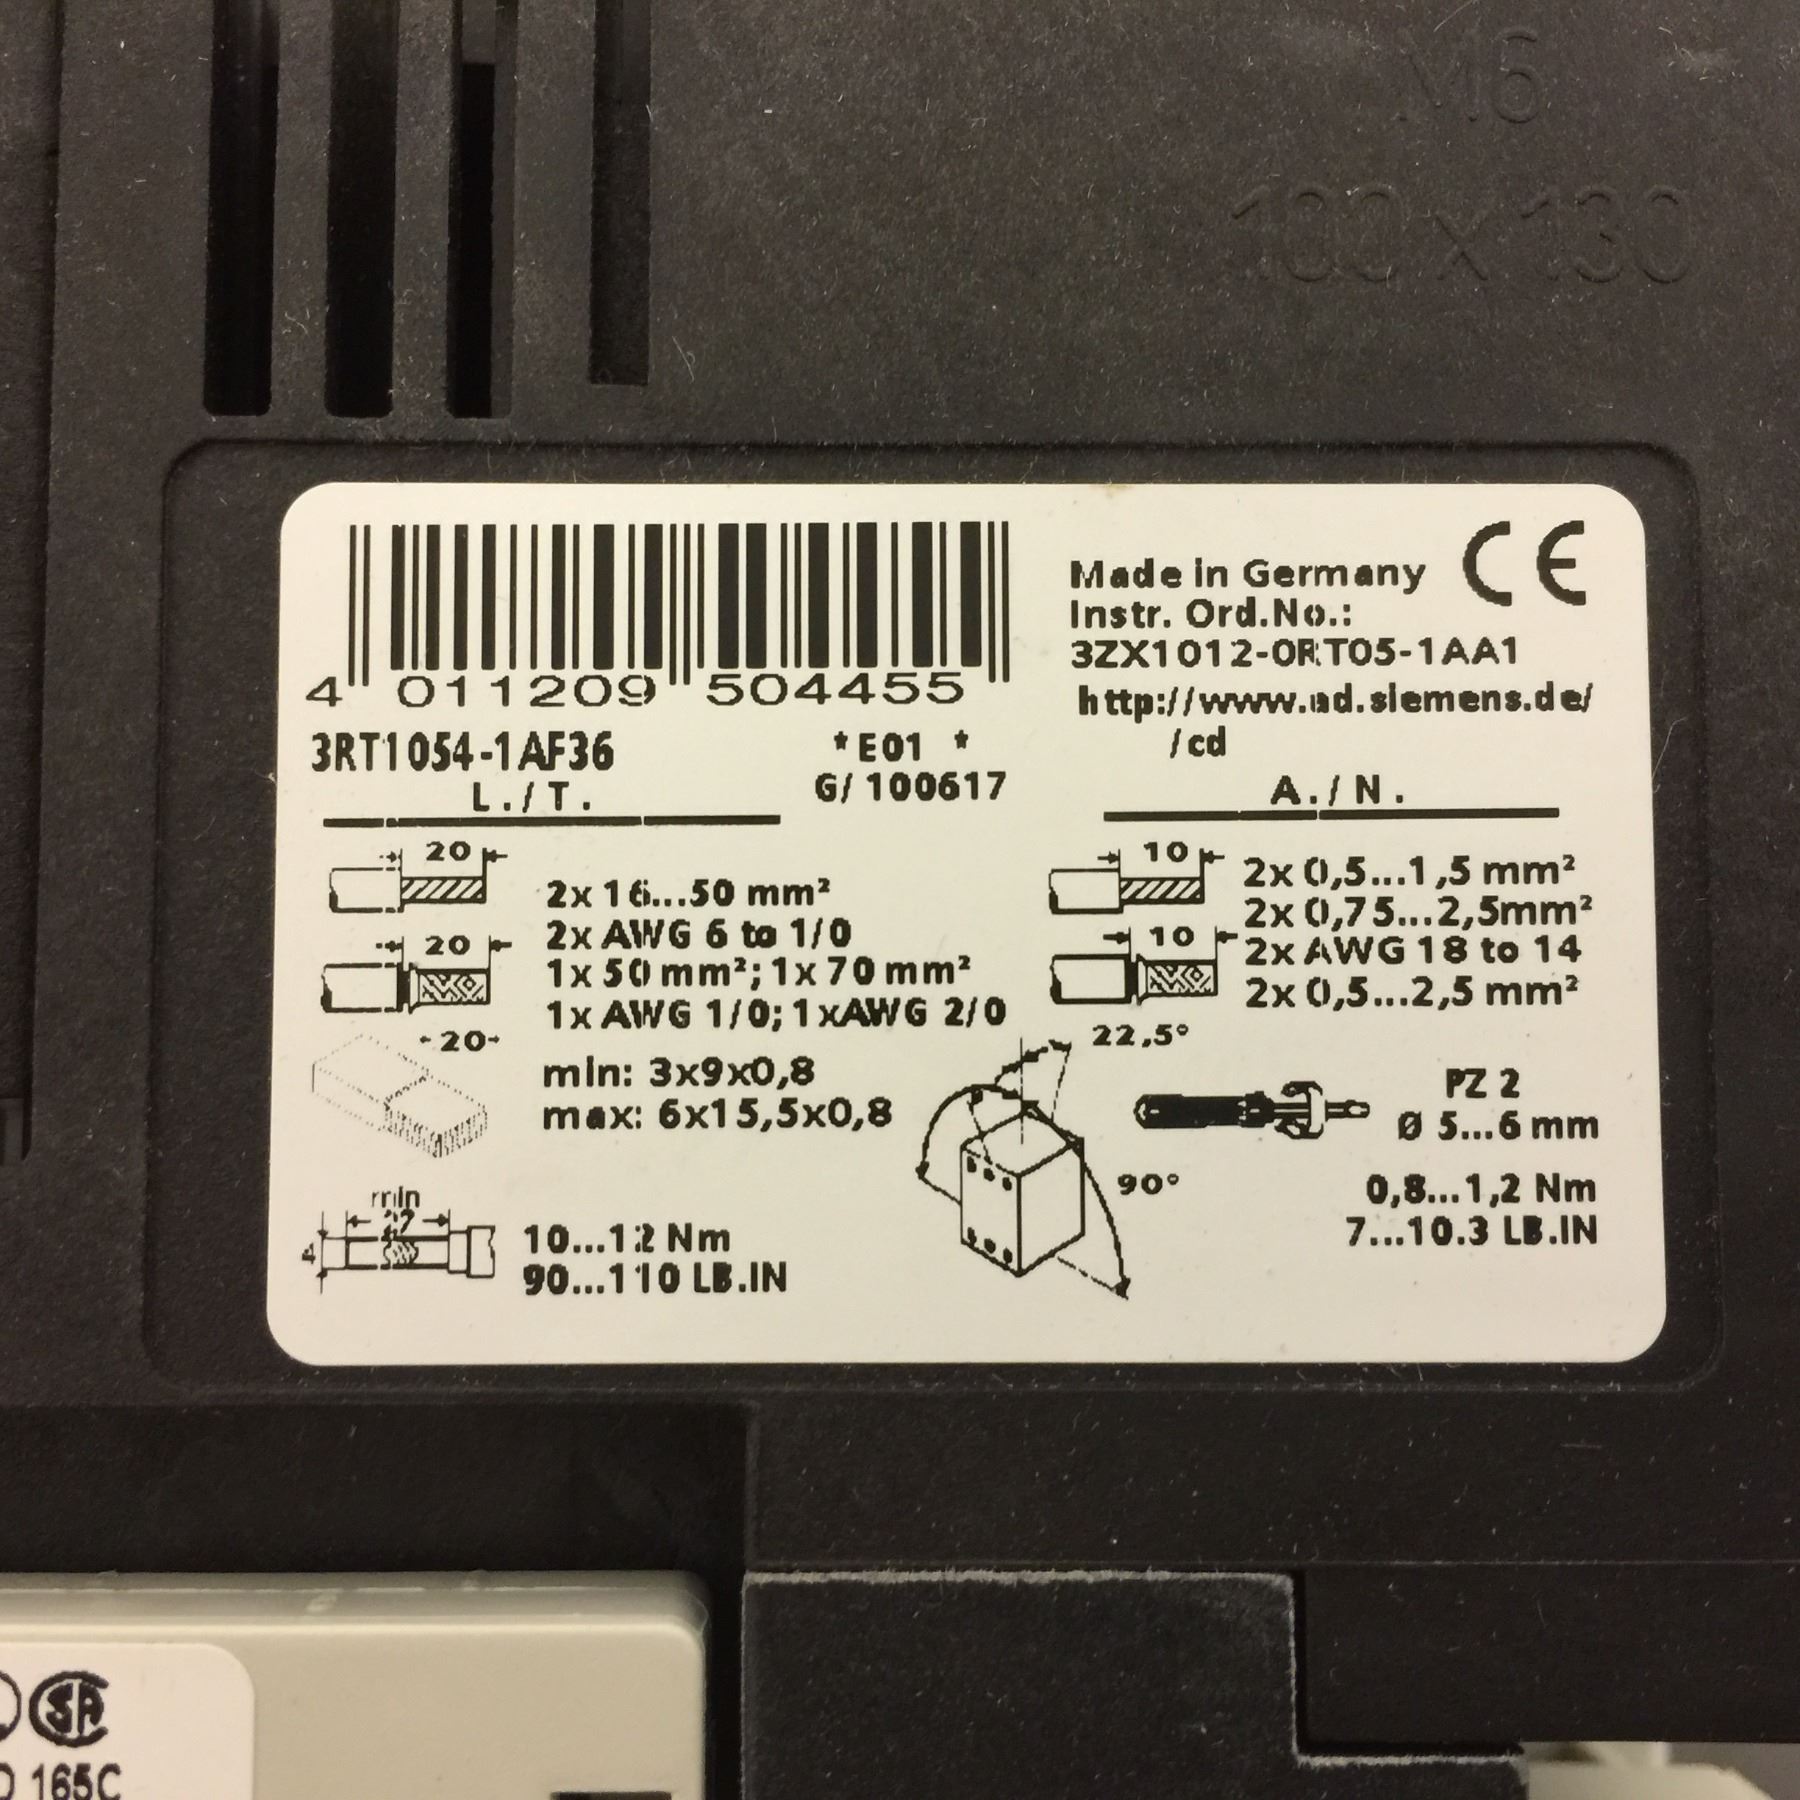 M6
100 x 130
4 011209 504455
Made in Germany CE
Instr. Ord.No.:
3ZX1012-0RT05-1AA1
http://www.ad.siemens.de/
/cd
3RT1054-1AF36
*E01 *
G/ 100617
L./T.
20
2x 16...50 mm²
2x AWG 6 to 1/0
20
1x 50 mm²; 1x 70 mm²
1x AWG 1/0; 1xAWG 2/0
20
min: 3x9x0,8
max: 6x15,5x0,8
min
4
10...12 Nm
90...110 LB.IN
A./N.
10
2x 0,5...1,5 mm²
2x 0,75...2,5mm²
10
2x AWG 18 to 14
2x 0,5...2,5 mm²
22,5°
90°
PZ 2
Ø 5...6 mm
0,8...1,2 Nm
7...10.3 LB.IN
SA
165C